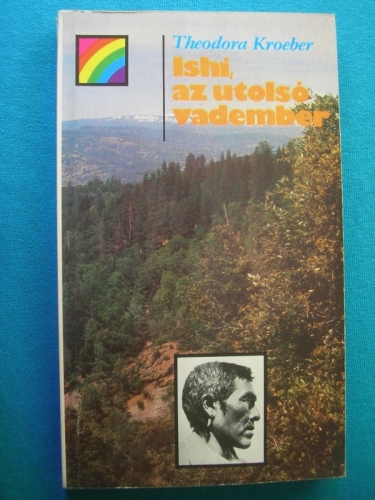 Theodora Kroeber
Ishi,
az utolsó
vadember